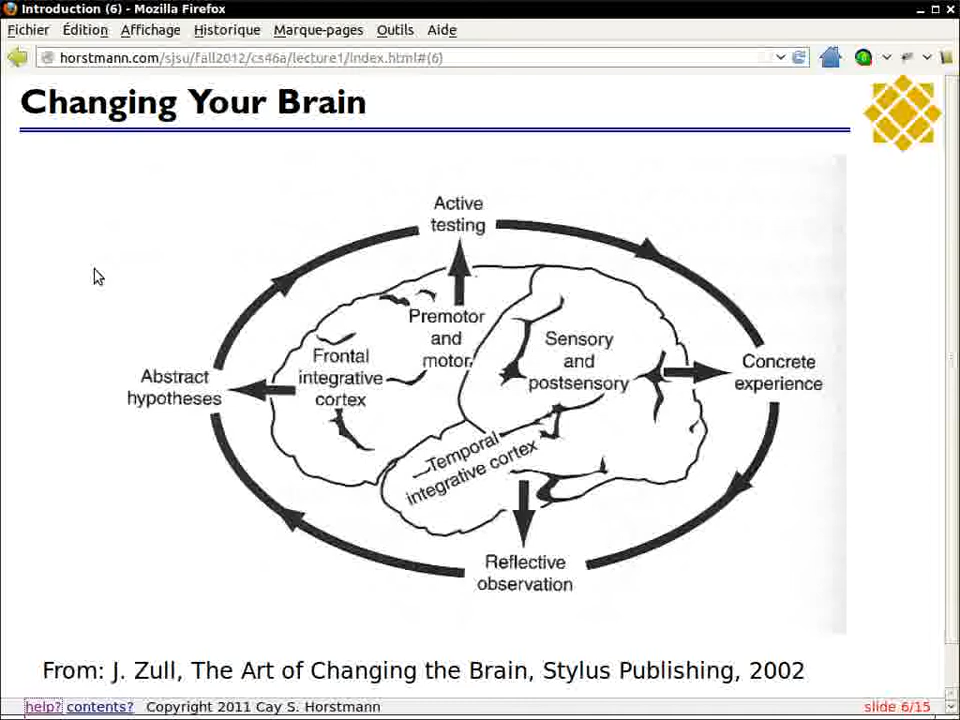 Introduction (6) - Mozilla Firefox
Fichier Édition Affichage Historique Marque-pages Outils Aide
horstmann.com/sjsu/fall2012/cs46a/lecture1/index.html#(6)
Changing Your Brain
Active
testing
Premotor
and
motor
Sensory
and
postsensory
Frontal
integrative
cortex
Concrete
experience
Abstract
hypotheses
Temporal
integrative cortex
Reflective
observation
From: J. Zull, The Art of Changing the Brain, Stylus Publishing, 2002
help? contents? Copyright 2011 Cay S. Horstmann slide 6/15